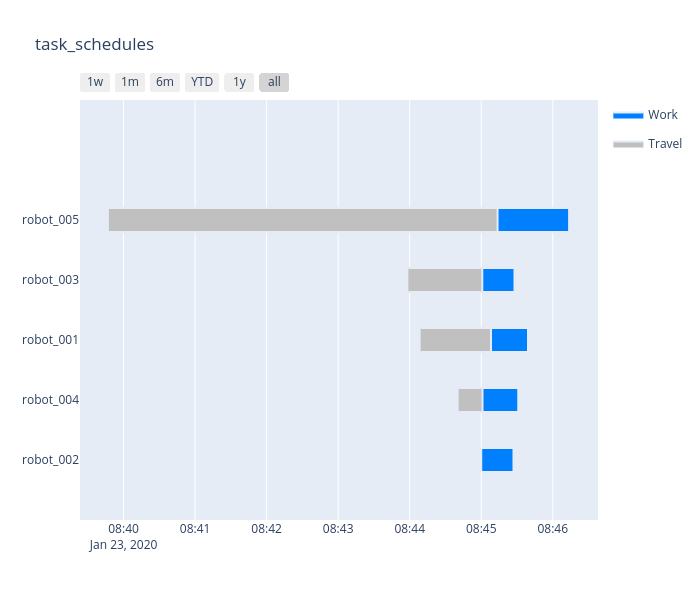 task_schedules
1w 1m 6m YTD 1y all
Work
Travel
robot_005
robot_003
robot_001
robot_004
robot_002
08:40 08:41 08:42 08:43 08:44 08:45 08:46
Jan 23, 2020